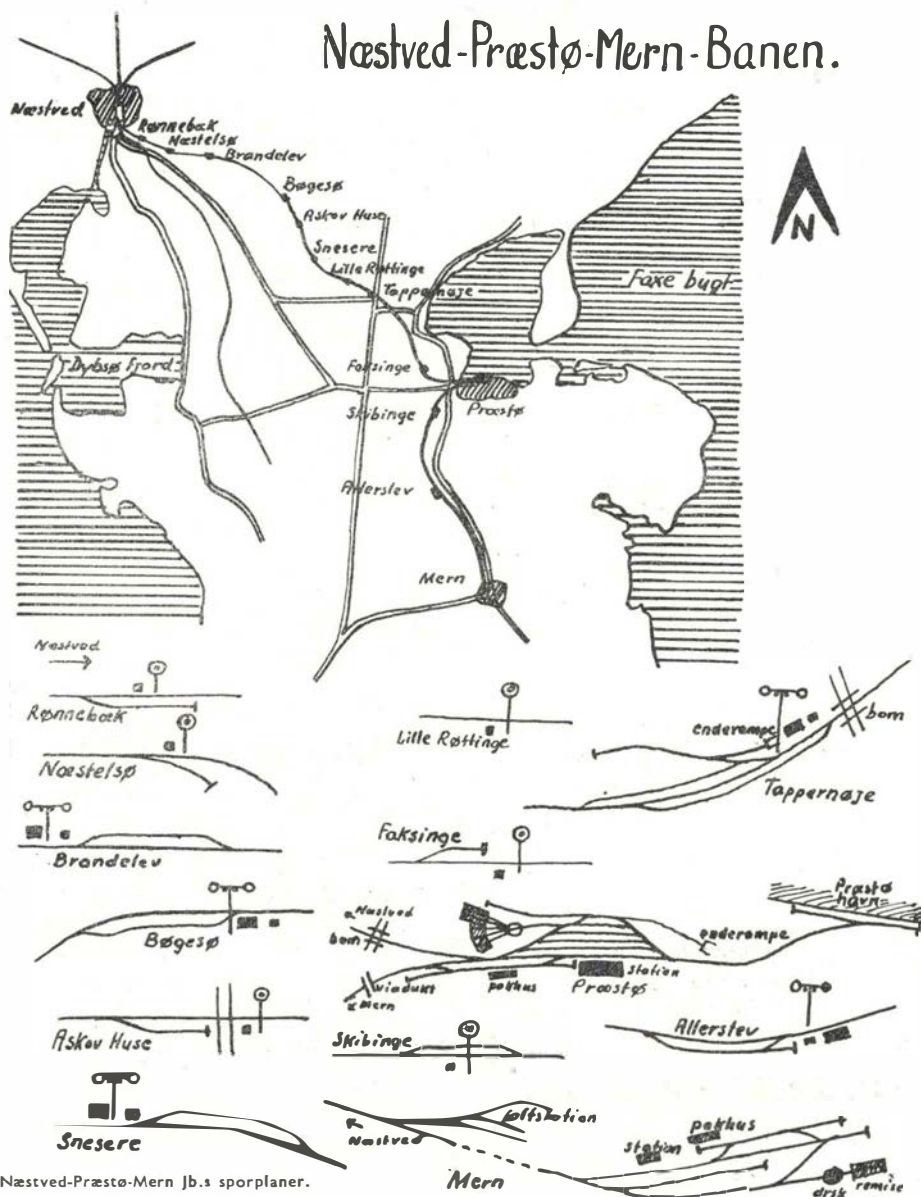 Næstved-Præstø-Mern-Banen.
Næstved
Rønnebæk
Næstelsø
Brandelev
Bøgesø
Askov Huse
Snesere
Lille Røttinge
Tappernøje
N
Faxe bugt
Dybsø Fjord
Faksinge
Præstø
Skibinge
Allerslev
Mern
Næstved
Rønnebæk
Lille Røttinge
enderampe
bom
Tappernøje
Næstelsø
Brandelev
Faksinge
Bøgesø
Næstved
bom
enderampe
Præstø
havn
viadukt
Mern
pakhus
station
Præstø
Askov Huse
Skibinge
Allerslev
Snesere
Næstved
pakhus
station
Mern
drsk
remise
Næstved-Præstø-Mern Jb.s sporplaner.